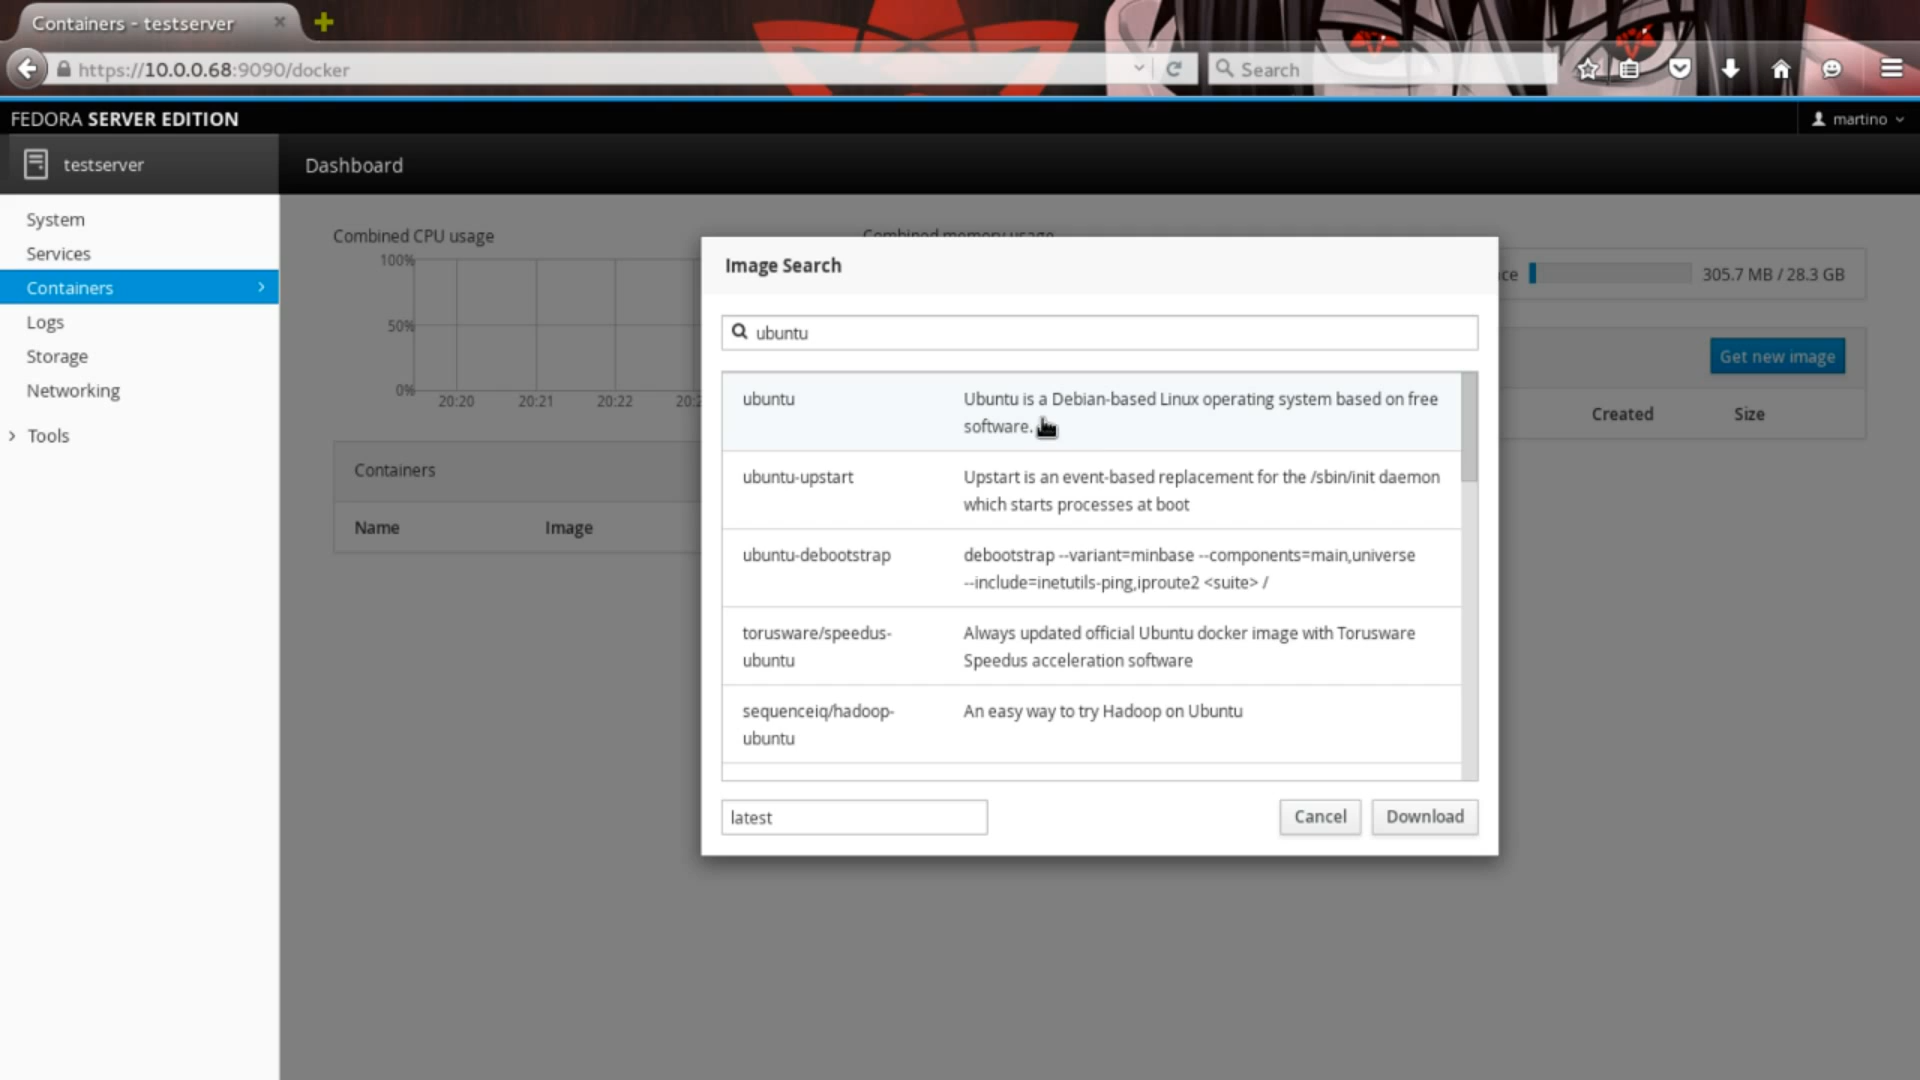 Containers - testserver
https://10.0.0.68:9090/docker
Search
FEDORA SERVER EDITION
martino
testserver
Dashboard
System
Services
Containers
Logs
Storage
Networking
Tools
Combined CPU usage
Combined memory usage
100%
50%
0%
20:20
20:21
20:22
20:2
305.7 MB / 28.3 GB
Get new image
Created
Size
Containers
Name
Image
Image Search
ubuntu
ubuntu
Ubuntu is a Debian-based Linux operating system based on free
software.
ubuntu-upstart
Upstart is an event-based replacement for the /sbin/init daemon
which starts processes at boot
ubuntu-debootstrap
debootstrap --variant=minbase --components=main,universe
--include=inetutils-ping,iproute2 <suite> /
torusware/speedus-
ubuntu
Always updated official Ubuntu docker image with Torusware
Speedus acceleration software
sequenceiq/hadoop-
ubuntu
An easy way to try Hadoop on Ubuntu
latest
Cancel
Download